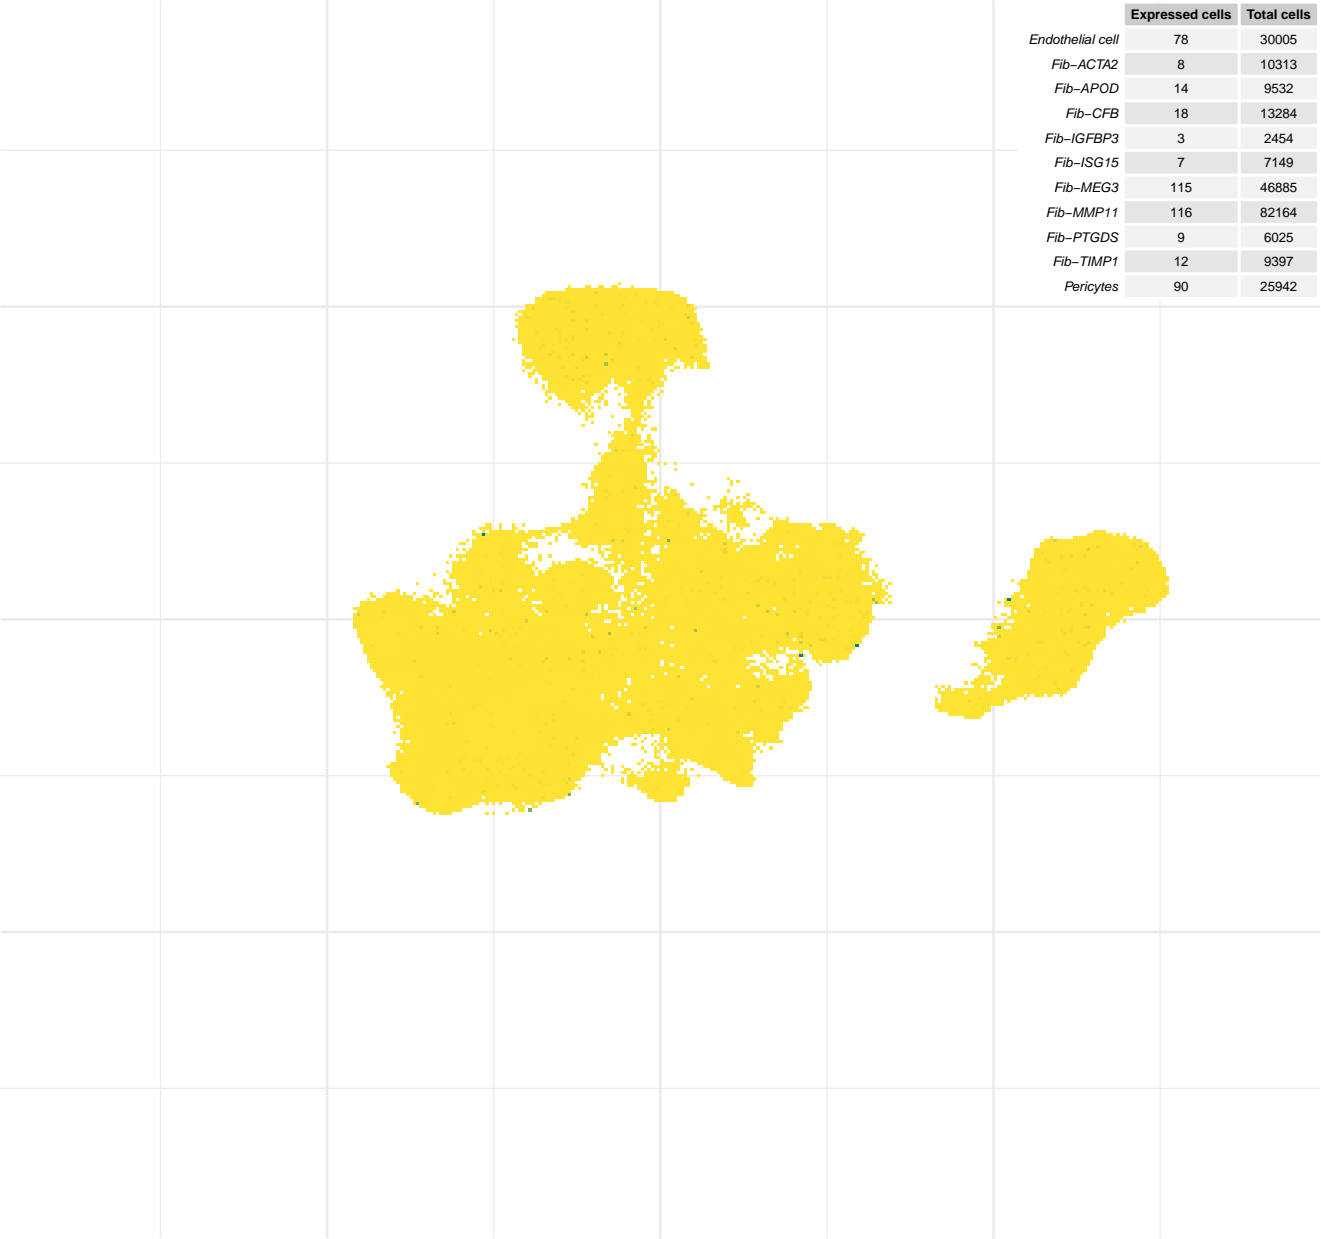 Expressed cells Total cells
Endothelial cell 78 30005
Fib−ACTA2 8 10313
Fib−APOD 14 9532
Fib−CFB 18 13284
Fib−IGFBP3 3 2454
Fib−ISG15 7 7149
Fib−MEG3 115 46885
Fib−MMP11 116 82164
Fib−PTGDS 9 6025
Fib−TIMP1 12 9397
Pericytes 90 25942